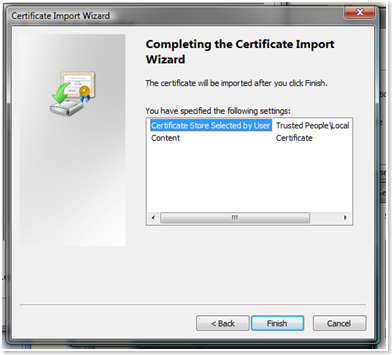 Certificate Import Wizard
Completing the Certificate Import
Wizard
The certificate will be imported after you click Finish.
You have specified the following settings:
Certificate Store Selected by User Trusted People\Local
Content Certificate
< Back Finish Cancel